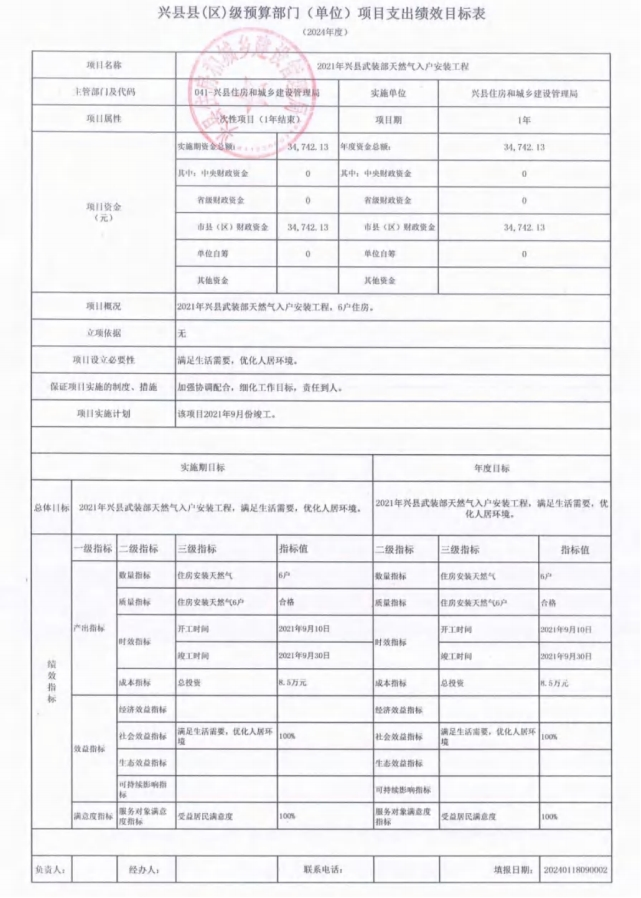 兴县县(区)级预算部门（单位）项目支出绩效目标表
（2024年度）
项目名称 2021年兴县武装部天然气入户安装工程
主管部门及代码 041-兴县住房和城乡建设管理局 实施单位 兴县住房和城乡建设管理局
项目属性 一次性项目（1年结束） 项目期 1年
项目资金（元） 实施期资金总额： 34,742.13 年度资金总额： 34,742.13
其中：中央财政资金 0 其中：中央财政资金 0
省级财政资金 0 省级财政资金 0
市县（区）财政资金 34,742.13 市县（区）财政资金 34,742.13
单位自筹 0 单位自筹 0
其他资金 其他资金
项目概况 2021年兴县武装部天然气入户安装工程，6户住房。
立项依据 无
项目设立必要性 满足生活需要，优化人居环境。
保证项目实施的制度、措施 加强协调配合，细化工作目标，责任到人。
项目实施计划 该项目2021年9月份竣工。
实施期目标 年度目标
总体目标 2021年兴县武装部天然气入户安装工程，满足生活需要，优化人居环境。 2021年兴县武装部天然气入户安装工程，满足生活需要，优化人居环境。
绩效指标 一级指标 二级指标 三级指标 指标值 二级指标 三级指标 指标值
产出指标 数量指标 住房安装天然气 6户 数量指标 住房安装天然气 6户
质量指标 住房安装天然气6户 合格 质量指标 住房安装天然气6户 合格
时效指标 开工时间 2021年9月10日 时效指标 开工时间 2021年9月10日
竣工时间 2021年9月30日 竣工时间 2021年9月30日
成本指标 总投资 8.5万元 成本指标 总投资 8.5万元
效益指标 经济效益指标 经济效益指标
社会效益指标 满足生活需要，优化人居环境 100% 社会效益指标 满足生活需要，优化人居环境 100%
生态效益指标 生态效益指标
可持续影响指标 可持续影响指标
满意度指标 服务对象满意度指标 受益居民满意度 100% 服务对象满意度指标 受益居民满意度 100%
负责人： 经办人： 联系电话： 填报日期： 20240118090002